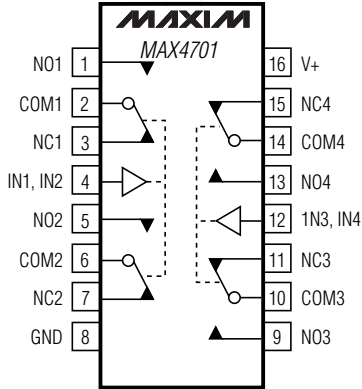 MAXIM
MAX4701
NO1 1
COM1 2
NC1 3
IN1, IN2 4
NO2 5
COM2 6
NC2 7
GND 8
16 V+
15 NC4
14 COM4
13 NO4
12 1N3, IN4
11 NC3
10 COM3
9 NO3